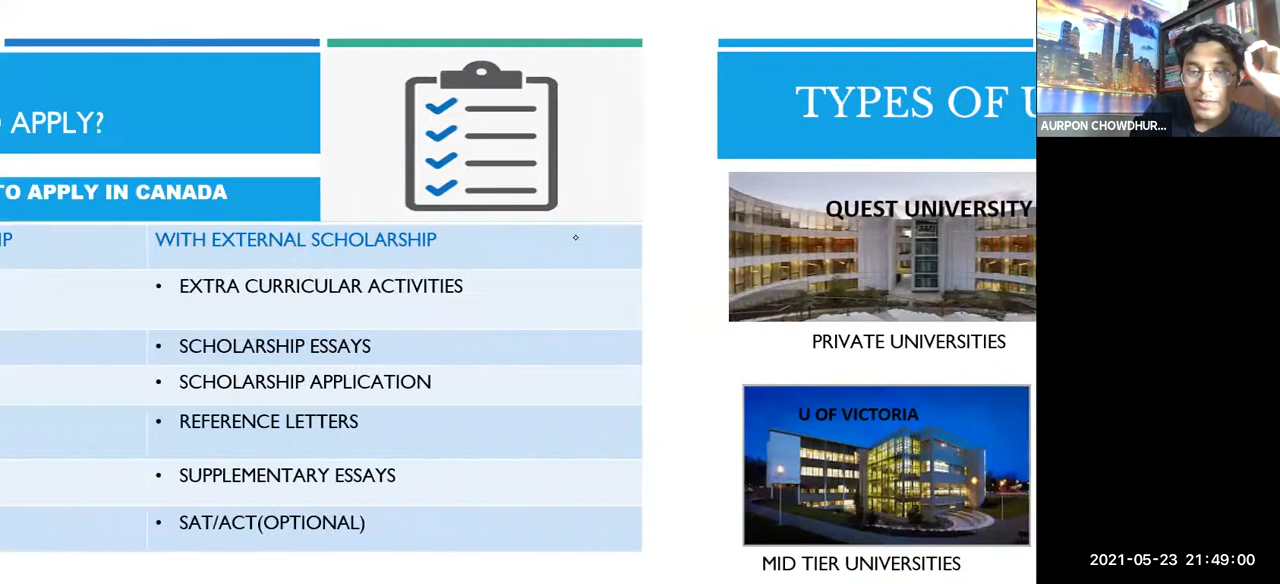 APPLY?
TO APPLY IN CANADA
WITH EXTERNAL SCHOLARSHIP
• EXTRA CURRICULAR ACTIVITIES
• SCHOLARSHIP ESSAYS
• SCHOLARSHIP APPLICATION
• REFERENCE LETTERS
• SUPPLEMENTARY ESSAYS
• SAT/ACT(OPTIONAL)
TYPES OF
QUEST UNIVERSITY
PRIVATE UNIVERSITIES
U OF VICTORIA
MID TIER UNIVERSITIES
AURPON CHOWDHUR...
2021-05-23 21:49:00